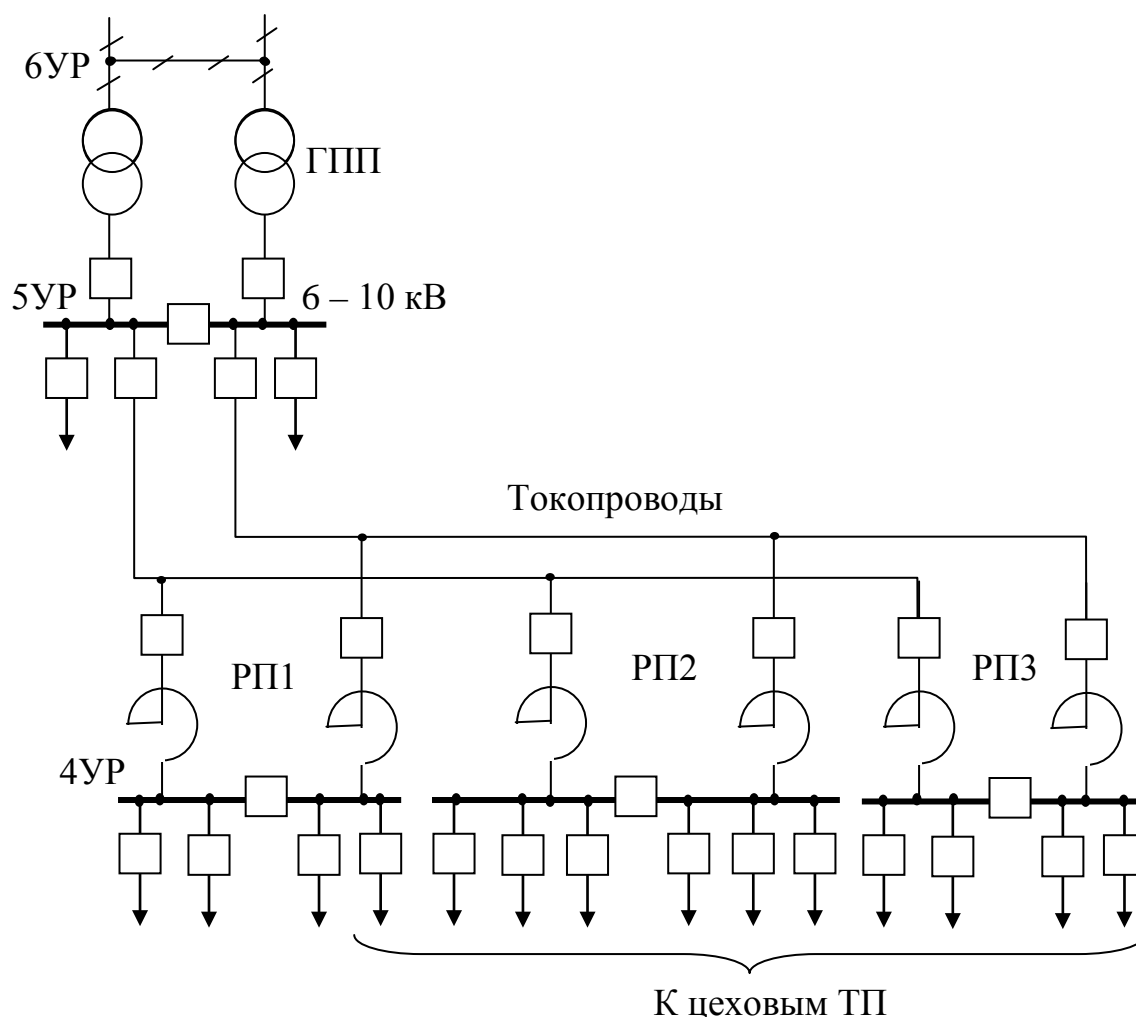 6УР
ГПП
5УР
6 – 10 кВ
Токопроводы
РП1
РП2
РП3
4УР
К цеховым ТП